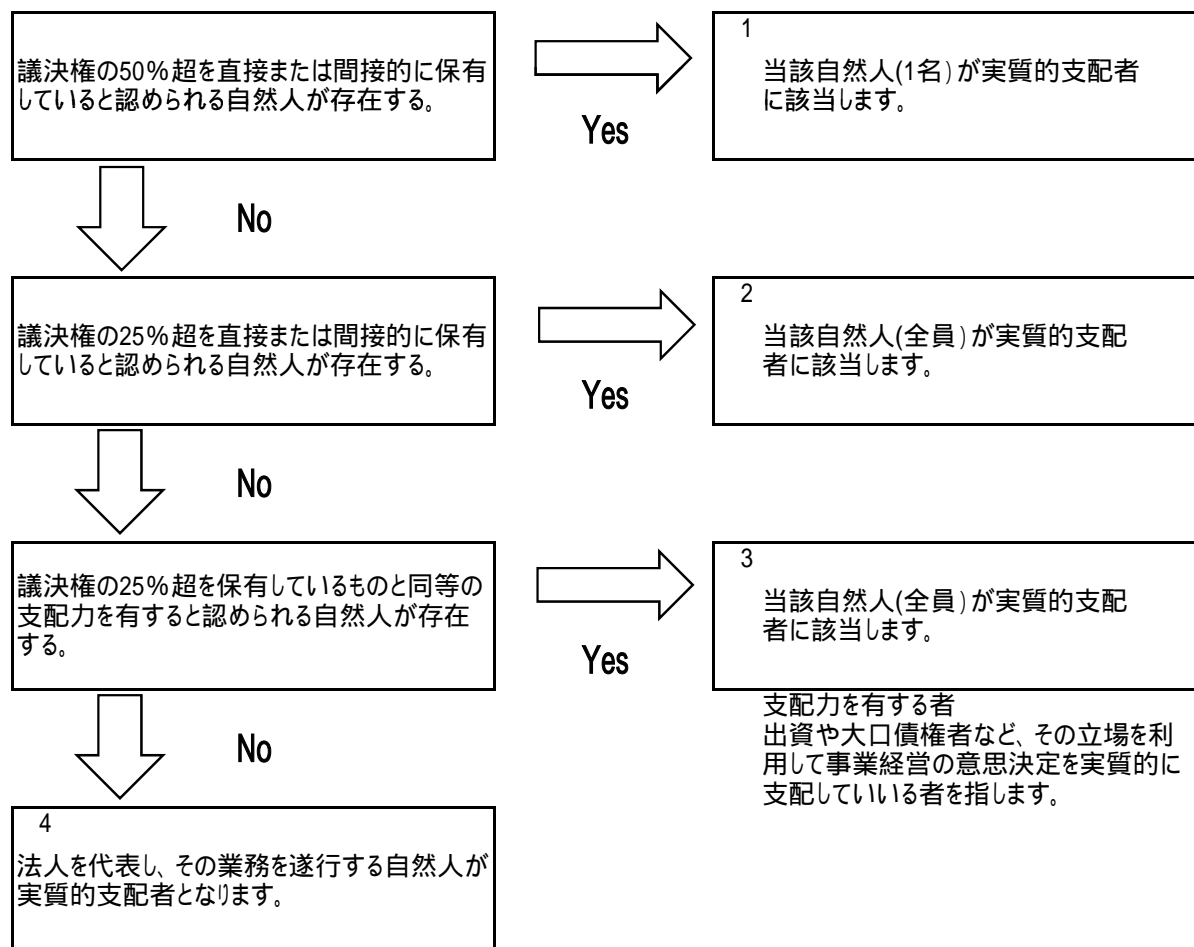 議決権の50％超を直接または間接的に保有
していると認められる自然人が存在する。
Yes
1
当該自然人(1名)が実質的支配者
に該当します。
No
議決権の25％超を直接または間接的に保有
していると認められる自然人が存在する。
Yes
2
当該自然人(全員)が実質的支配
者に該当します。
No
議決権の25％超を保有しているものと同等の
支配力を有すると認められる自然人が存在
する。
Yes
3
当該自然人(全員)が実質的支配
者に該当します。
支配力を有する者
出資や大口債権者など、その立場を利
用して事業経営の意思決定を実質的に
支配していいる者を指します。
No
4
法人を代表し、その業務を遂行する自然人が
実質的支配者となります。